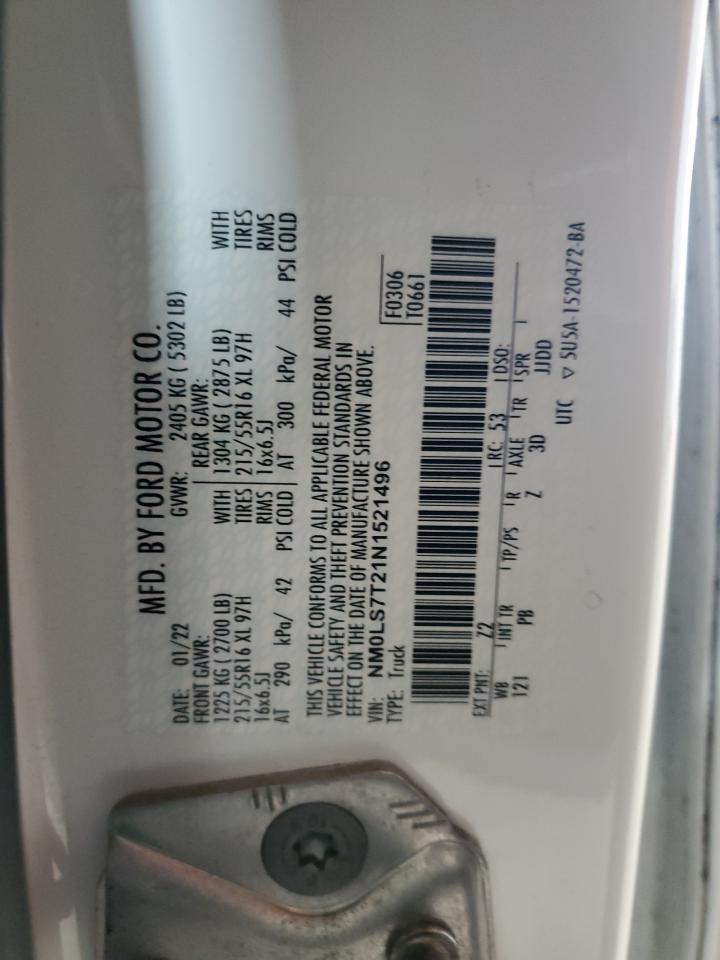 MFD. BY FORD MOTOR CO.
DATE: 01/22 GVWR: 2405 KG ( 5302 LB)
FRONT GAWR: REAR GAWR:
1225 KG ( 2700 LB) WITH 1304 KG ( 2875 LB) WITH
215/55R16 XL 97H TIRES 215/55R16 XL 97H TIRES
16x6.5J RIMS 16x6.5J RIMS
AT 290 kPa/ 42 PSI COLD AT 300 kPa/ 44 PSI COLD
THIS VEHICLE CONFORMS TO ALL APPLICABLE FEDERAL MOTOR
VEHICLE SAFETY AND THEFT PREVENTION STANDARDS IN
EFFECT ON THE DATE OF MANUFACTURE SHOWN ABOVE.
VIN: NM0LS7T21N1521496
TYPE: Truck
F0306
T0661
EXT PNT: Z2 RC: 53 DSO:
WB INT TR TP/PS R AXLE TR SPR
121 PB Z 3D JJDD
UTC ▽ 5U5A-1520472-BA